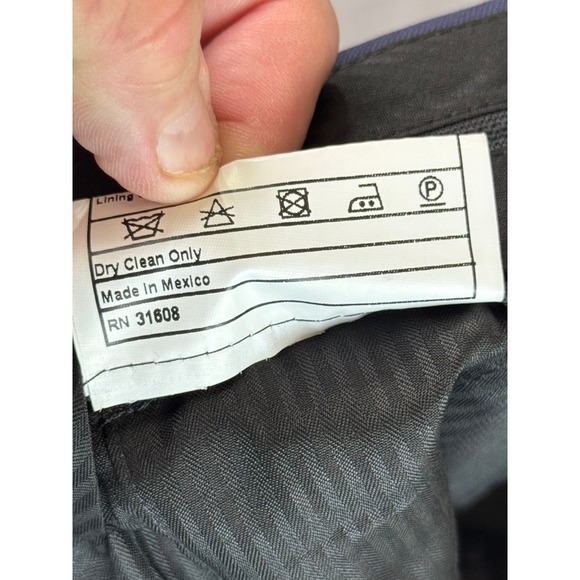 Lining
P
Dry Clean Only
Made In Mexico
RN 31608